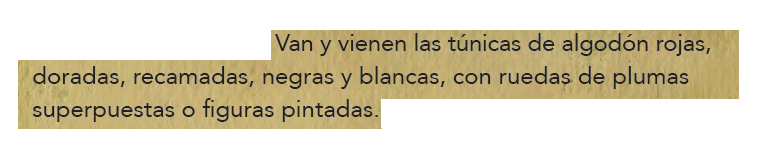 Van y vienen las túnicas de algodón rojas,
doradas, recamadas, negras y blancas, con ruedas de plumas
superpuestas o figuras pintadas.